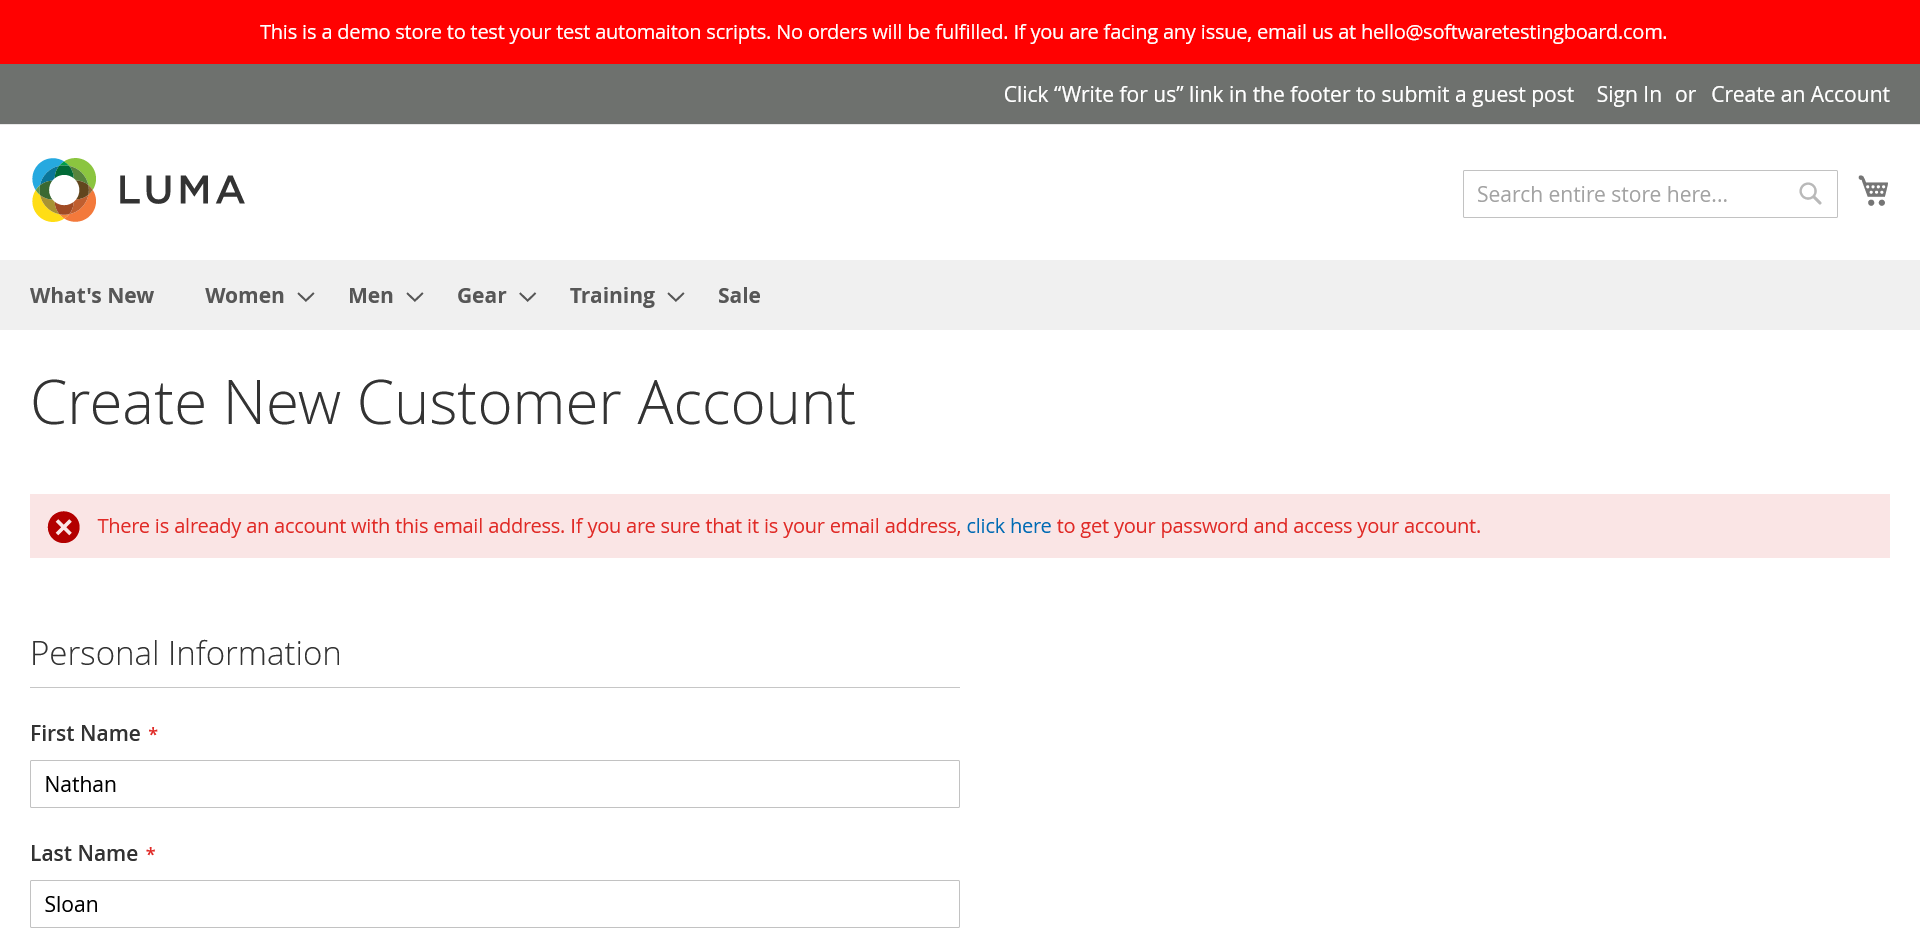 This is a demo store to test your test automaiton scripts. No orders will be fulfilled. If you are facing any issue, email us at hello@softwaretestingboard.com.
Click “Write for us” link in the footer to submit a guest post Sign In or Create an Account
LUMA
Search entire store here...
What's New Women Men Gear Training Sale
Create New Customer Account
There is already an account with this email address. If you are sure that it is your email address, click here to get your password and access your account.
Personal Information
First Name *
Nathan
Last Name *
Sloan